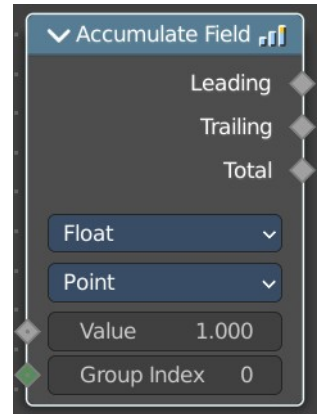 Accumulate Field
Leading
Trailing
Total
Float
Point
Value 1.000
Group Index 0